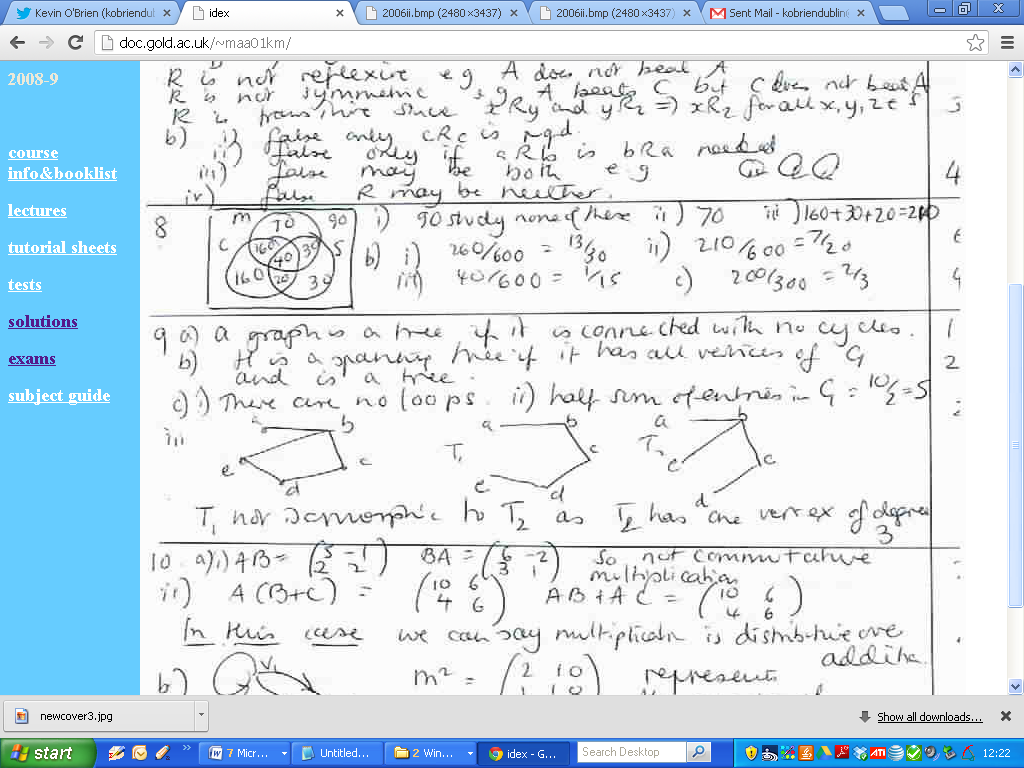 Kevin O'Brien (kobriendul
idex
2006ii.bmp (2480×3437)
2006ii.bmp (2480×3437)
Sent Mail - kobriendublin
doc.gold.ac.uk/~maa01km/
2008-9
course
info&booklist
lectures
tutorial sheets
tests
solutions
exams
subject guide
R is not reflexive e.g A does not beat A
R is not symmetric e.g A beats C but C does not beat A
R is transitive since xRy and yRz => xRz for all x, y, z ∈ S
b) i) false only cRc is rqd.
ii) false only if aRb is bRa needed
iii) false may be both e.g
4
iv) false R may be neither.
8
M 70 90
C 160 30 S
40
160 20 30
i) 90 study none of these ii) 70 iii) 160+30+20=210
b) i) 260/600 = 13/30 ii) 210/600 = 7/20
iii) 40/600 = 1/15 c) 200/300 = 2/3
4
9 a) A graph is a tree if it is connected with no cycles. 1
b) H is a spanning tree if it has all vertices of G 2
and is a tree.
c) i) There are no loops. ii) half sum of entries in G = 10/2 = 5
iii
a b c d e
T1 a b c d e
T2 a b c d e
T1 not isomorphic to T2 as T2 has one vertex of degree
3
10. a) i) AB = (5 -1 BA = (6 -2 so not commutative
2 2) 3 1) multiplication
ii) A(B+C) = (10 6 AB + AC = (10 6
4 6) 4 6)
In this case we can say multiplication is distributive over
addition.
b) V1 M² = (2 10 represents
newcover3.jpg
Show all downloads...
start
7 Micr...
Untitled...
2 Win...
idex - G...
Search Desktop
12:22